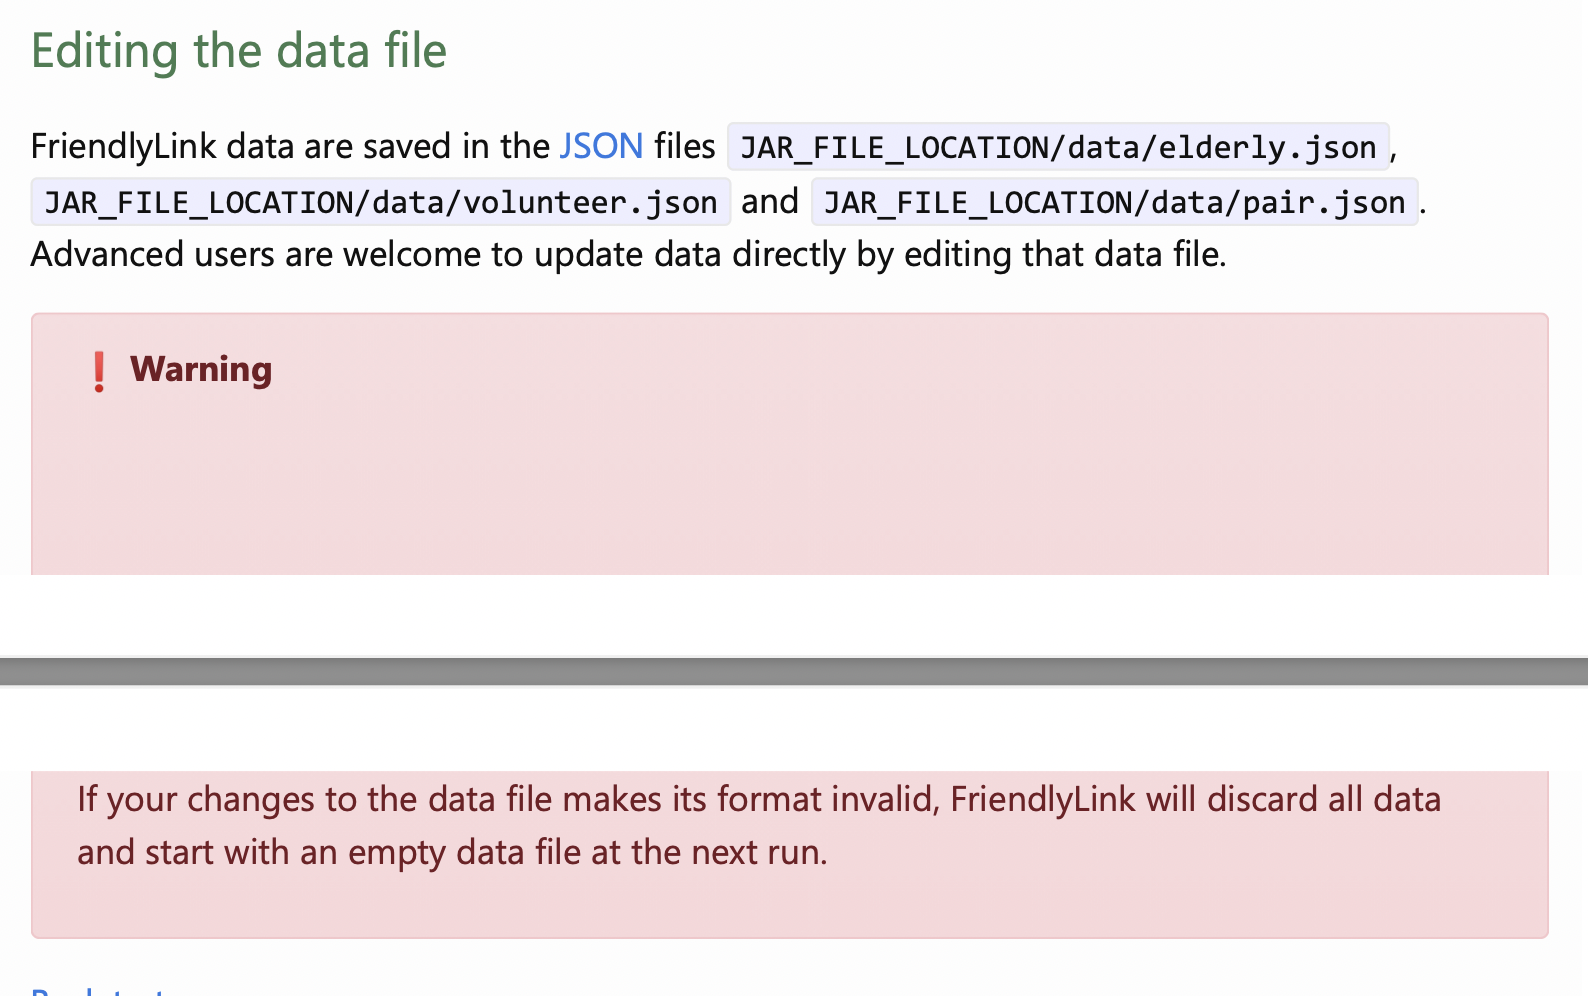 Editing the data file
FriendlyLink data are saved in the JSON files JAR_FILE_LOCATION/data/elderly.json,
JAR_FILE_LOCATION/data/volunteer.json and JAR_FILE_LOCATION/data/pair.json.
Advanced users are welcome to update data directly by editing that data file.
❗ Warning
If your changes to the data file makes its format invalid, FriendlyLink will discard all data
and start with an empty data file at the next run.